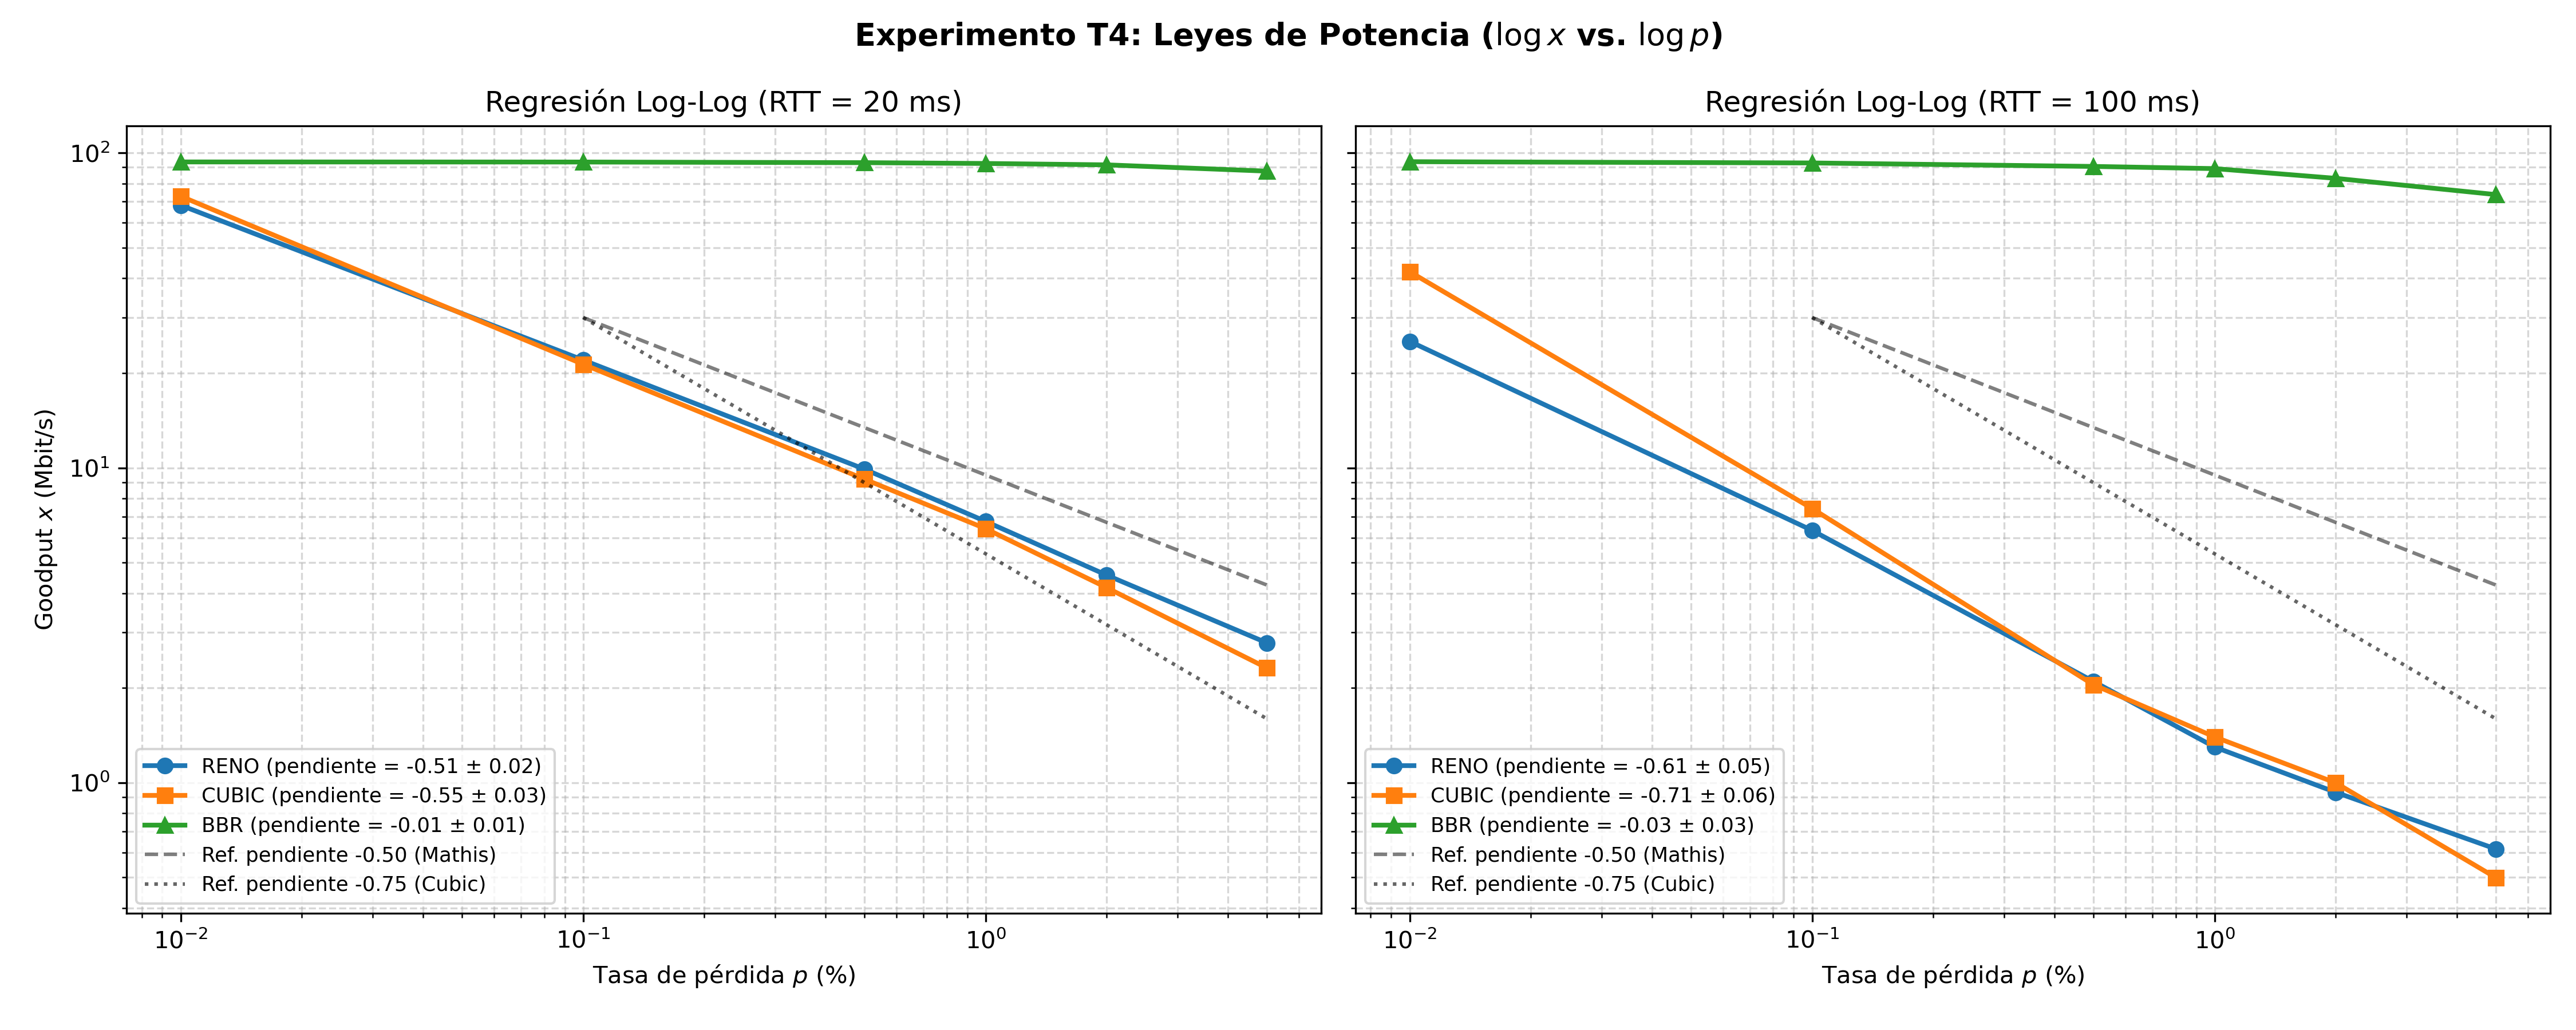 Experimento T4: Leyes de Potencia (log x vs. log p)
Regresión Log-Log (RTT = 20 ms)
Goodput x (Mbit/s)
10²
10¹
10⁰
RENO (pendiente = -0.51 ± 0.02)
CUBIC (pendiente = -0.55 ± 0.03)
BBR (pendiente = -0.01 ± 0.01)
Ref. pendiente -0.50 (Mathis)
Ref. pendiente -0.75 (Cubic)
10⁻² 10⁻¹ 10⁰
Tasa de pérdida p (%)
Regresión Log-Log (RTT = 100 ms)
RENO (pendiente = -0.61 ± 0.05)
CUBIC (pendiente = -0.71 ± 0.06)
BBR (pendiente = -0.03 ± 0.03)
Ref. pendiente -0.50 (Mathis)
Ref. pendiente -0.75 (Cubic)
10⁻² 10⁻¹ 10⁰
Tasa de pérdida p (%)